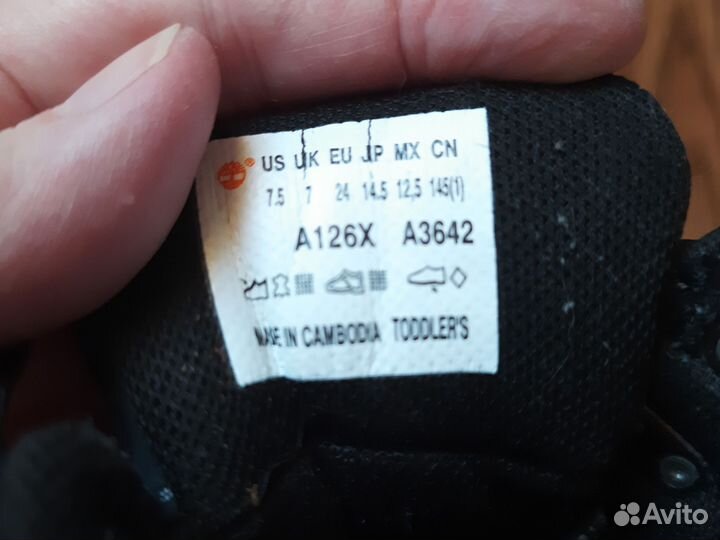 US UK EU JP MX CN
7.5 7 24 14.5 12.5 145(1)
A126X A3642
MADE IN CAMBODIA TODDLER'S
Avito